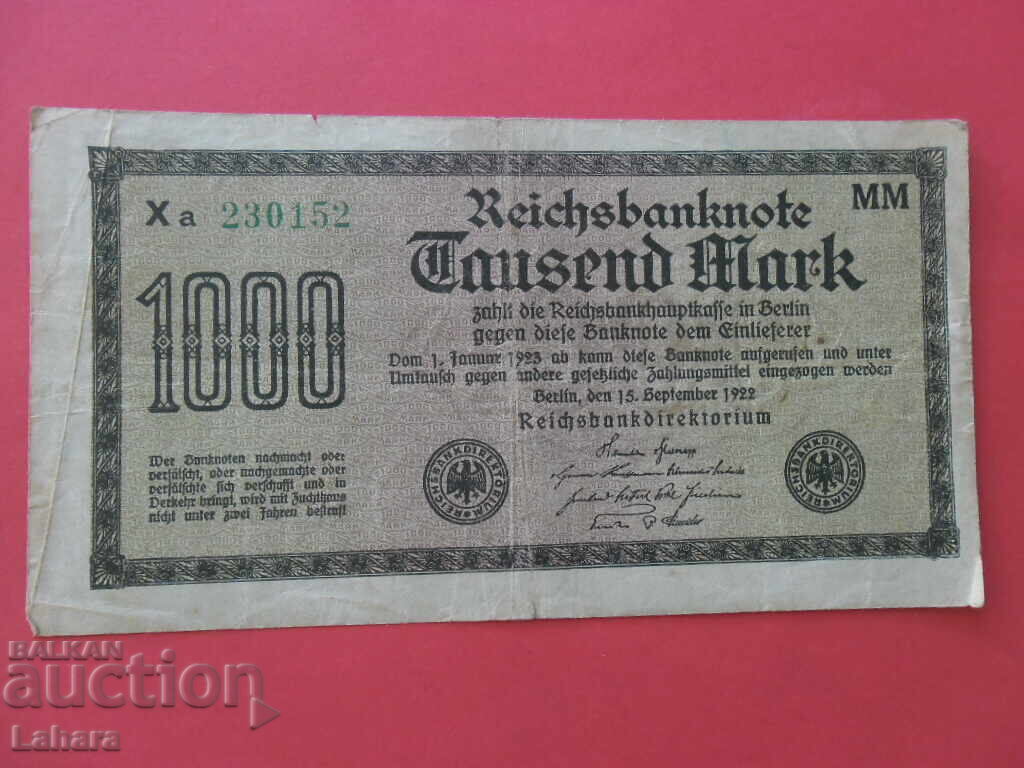 Xa 230152
MM
Reichsbanknote
Tausend Mark
1000
zahlt die Reichsbankhauptkasse in Berlin
gegen diese Banknote dem Einlieferer
Vom 1. Januar 1923 ab kann diese Banknote aufgerufen und unter
Umtausch gegen andere gesetzliche Zahlungsmittel eingezogen werden
Berlin, den 15. September 1922
Reichsbankdirektorium
Wer Banknoten nachmacht oder
verfälscht, oder nachgemachte oder
verfälschte sich verschafft und in
Verkehr bringt, wird mit Zuchthaus
nicht unter zwei Jahren bestraft
REICHSBANKDIREKTORIUM
REICHSBANKDIREKTORIUM
BALKAN
auction
Lahara